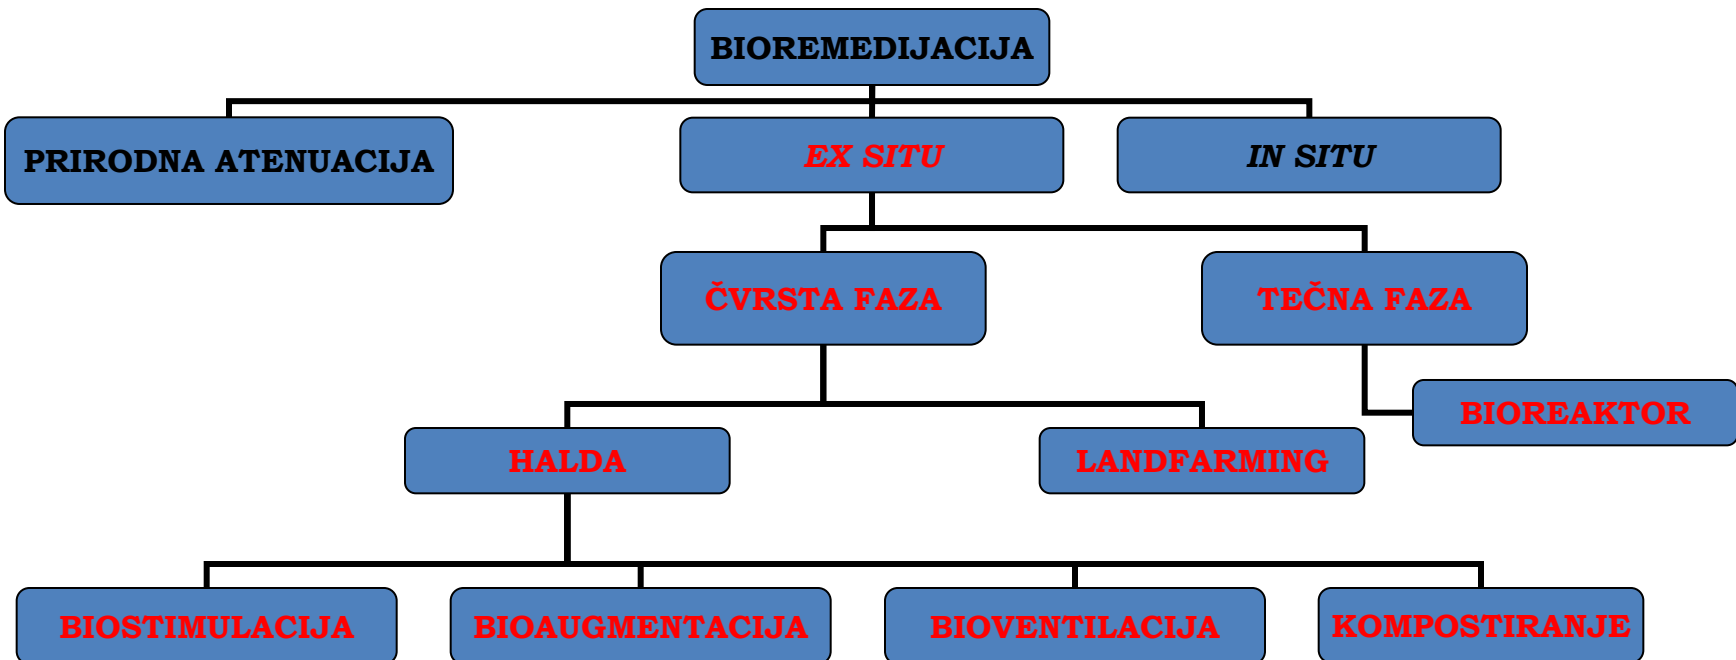 BIOREMEDIJACIJA
PRIRODNA ATENUACIJA
EX SITU
IN SITU
ČVRSTA FAZA
TEČNA FAZA
BIOREAKTOR
HALDA
LANDFARMING
BIOSTIMULACIJA
BIOAUGMENTACIJA
BIOVENTILACIJA
KOMPOSTIRANJE